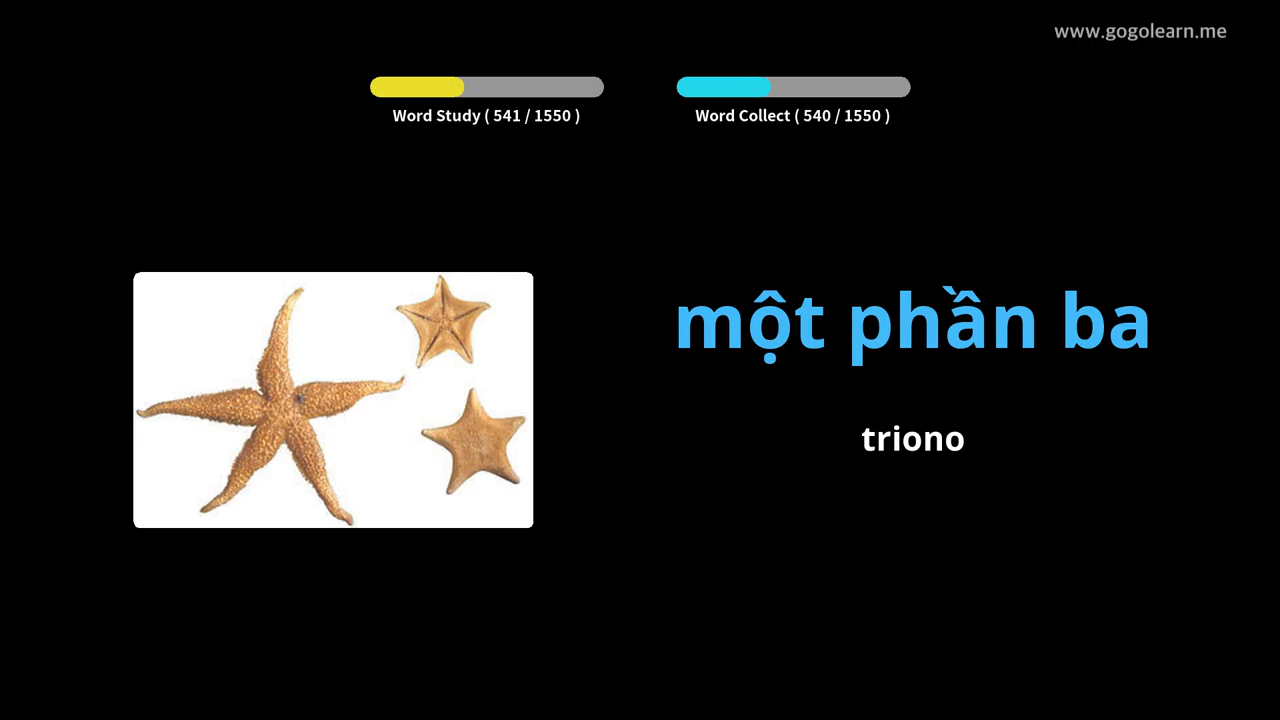 www.gogolearn.me
Word Study ( 541 / 1550 )
Word Collect ( 540 / 1550 )
một phần ba
triono